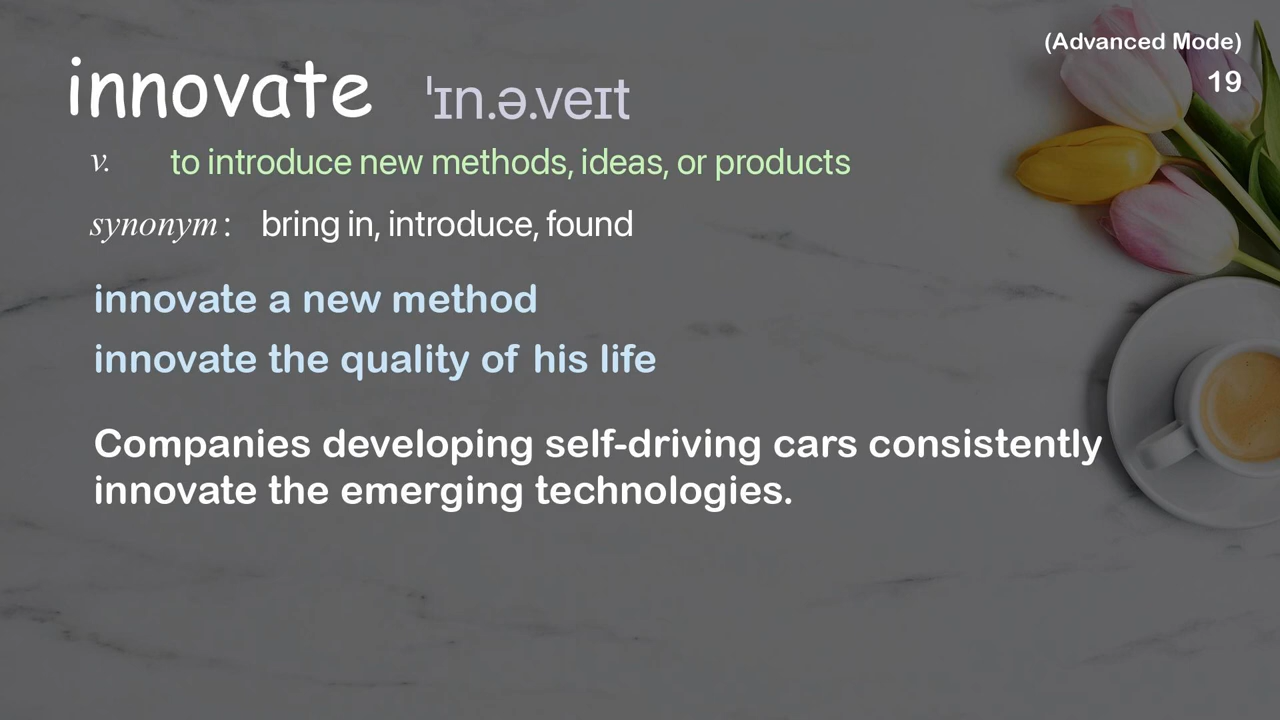 (Advanced Mode)
19
innovate ˈɪn.ə.veɪt
v. to introduce new methods, ideas, or products
synonym: bring in, introduce, found
innovate a new method
innovate the quality of his life
Companies developing self-driving cars consistently
innovate the emerging technologies.